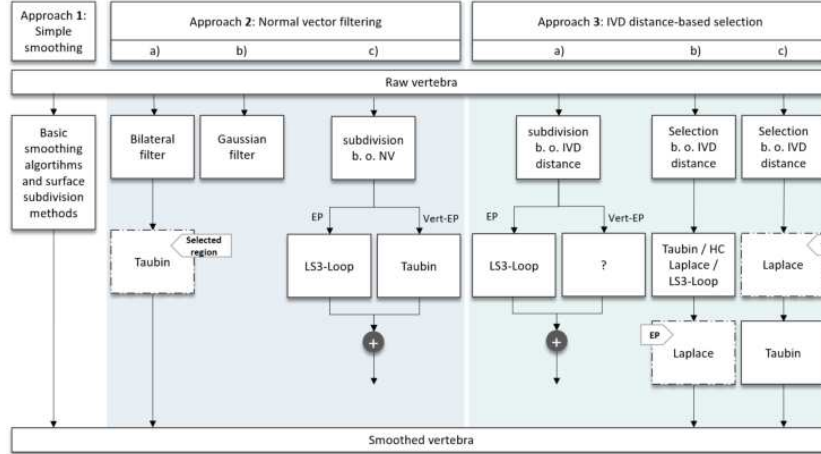 Approach 1:
Simple
smoothing
Approach 2: Normal vector filtering
a) b) c)
Approach 3: IVD distance-based selection
a) b) c)
Raw vertebra
Basic
smoothing
algortihms
and surface
subdivision
methods
Bilateral
filter
Gaussian
filter
subdivision
b. o. NV
subdivision
b. o. IVD
distance
Selection
b. o. IVD
distance
Selection
b. o. IVD
distance
EP
Vert-EP
EP
Vert-EP
Selected
region
Taubin
LS3-Loop
Taubin
LS3-Loop
?
Taubin / HC
Laplace /
LS3-Loop
Laplace
+
+
EP
Laplace
Taubin
Smoothed vertebra